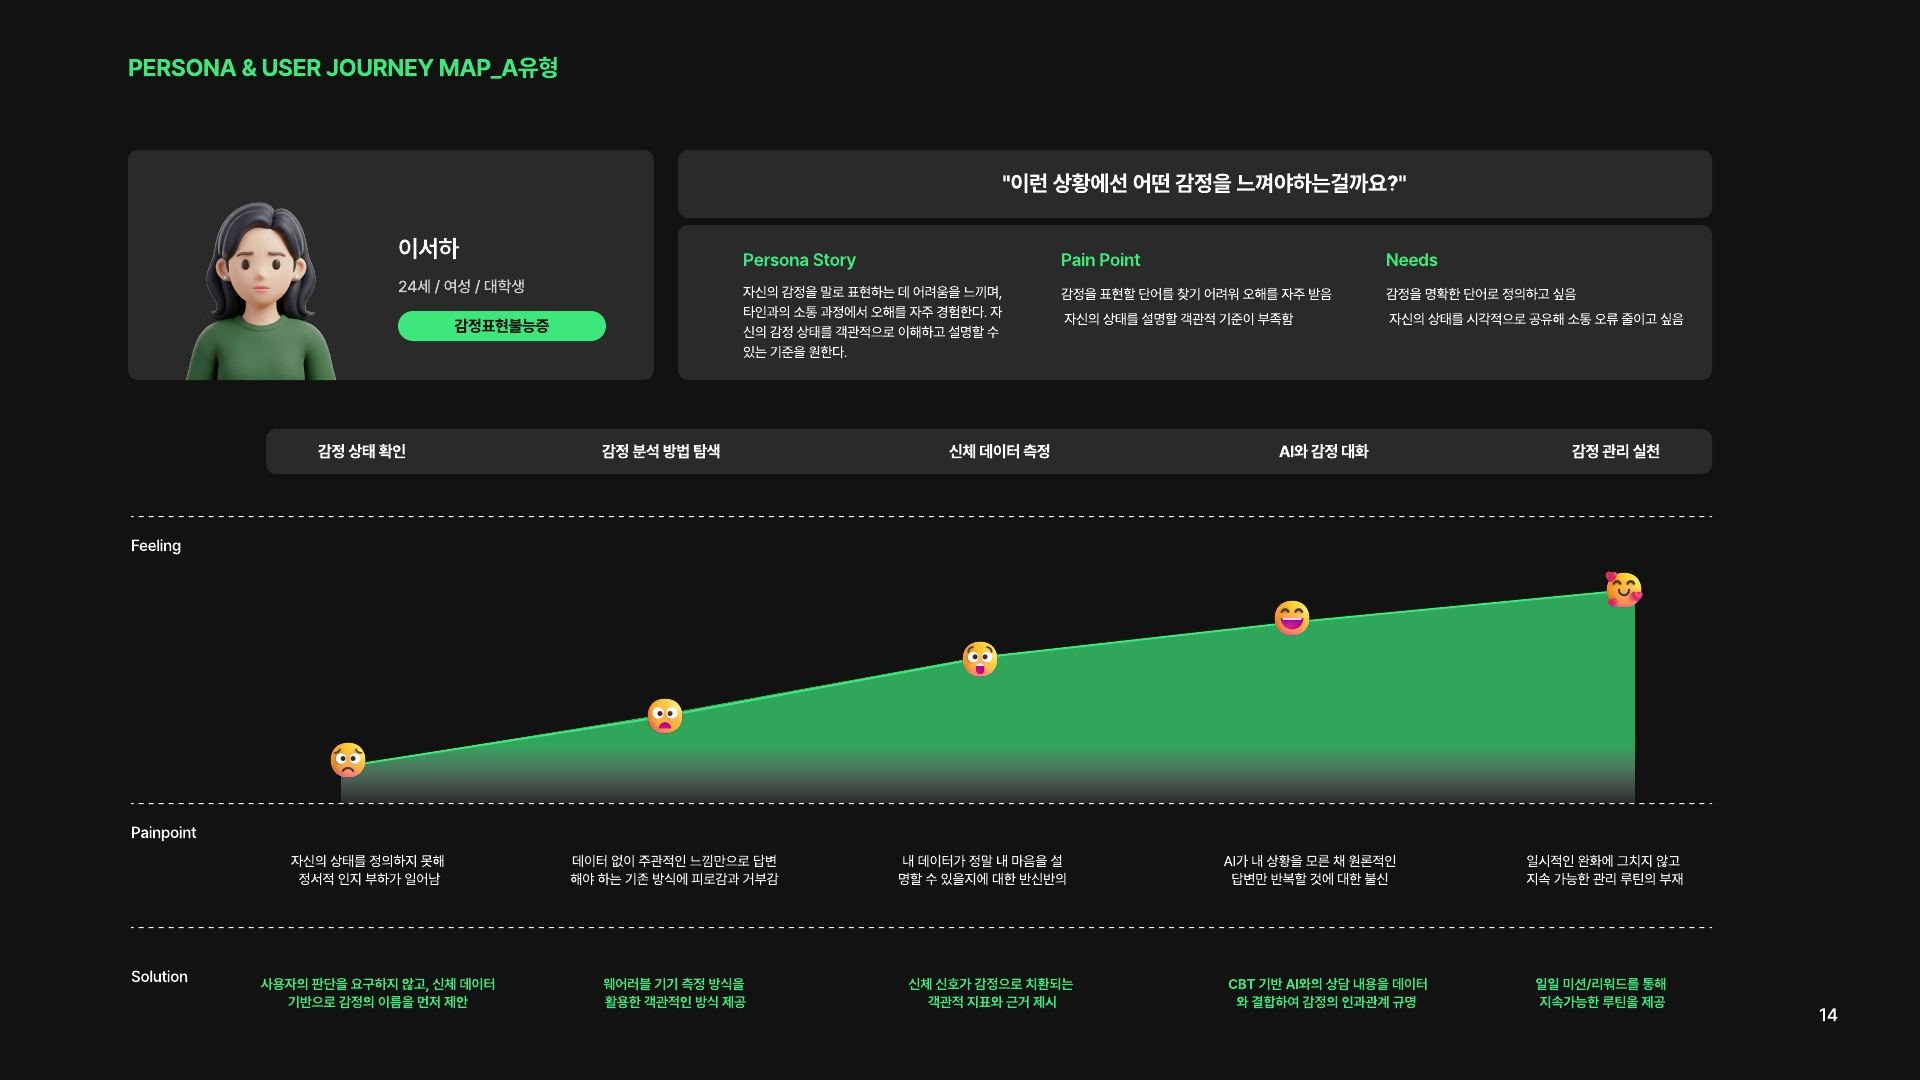 PERSONA & USER JOURNEY MAP_A유형
이서하
24세 / 여성 / 대학생
감정표현불능증
"이런 상황에선 어떤 감정을 느껴야하는걸까요?"
Persona Story
자신의 감정을 말로 표현하는 데 어려움을 느끼며,
타인과의 소통 과정에서 오해를 자주 경험한다. 자
신의 감정 상태를 객관적으로 이해하고 설명할 수
있는 기준을 원한다.
Pain Point
감정을 표현할 단어를 찾기 어려워 오해를 자주 받음
자신의 상태를 설명할 객관적 기준이 부족함
Needs
감정을 명확한 단어로 정의하고 싶음
자신의 상태를 시각적으로 공유해 소통 오류 줄이고 싶음
감정 상태 확인
감정 분석 방법 탐색
신체 데이터 측정
AI와 감정 대화
감정 관리 실천
Feeling
Painpoint
자신의 상태를 정의하지 못해
정서적 인지 부하가 일어남
데이터 없이 주관적인 느낌만으로 답변
해야 하는 기존 방식에 피로감과 거부감
내 데이터가 정말 내 마음을 설
명할 수 있을지에 대한 반신반의
AI가 내 상황을 모른 채 원론적인
답변만 반복할 것에 대한 불신
일시적인 완화에 그치지 않고
지속 가능한 관리 루틴의 부재
Solution
사용자의 판단을 요구하지 않고, 신체 데이터
기반으로 감정의 이름을 먼저 제안
웨어러블 기기 측정 방식을
활용한 객관적인 방식 제공
신체 신호가 감정으로 치환되는
객관적 지표와 근거 제시
CBT 기반 AI와의 상담 내용을 데이터
와 결합하여 감정의 인과관계 규명
일일 미션/리워드를 통해
지속가능한 루틴을 제공
14